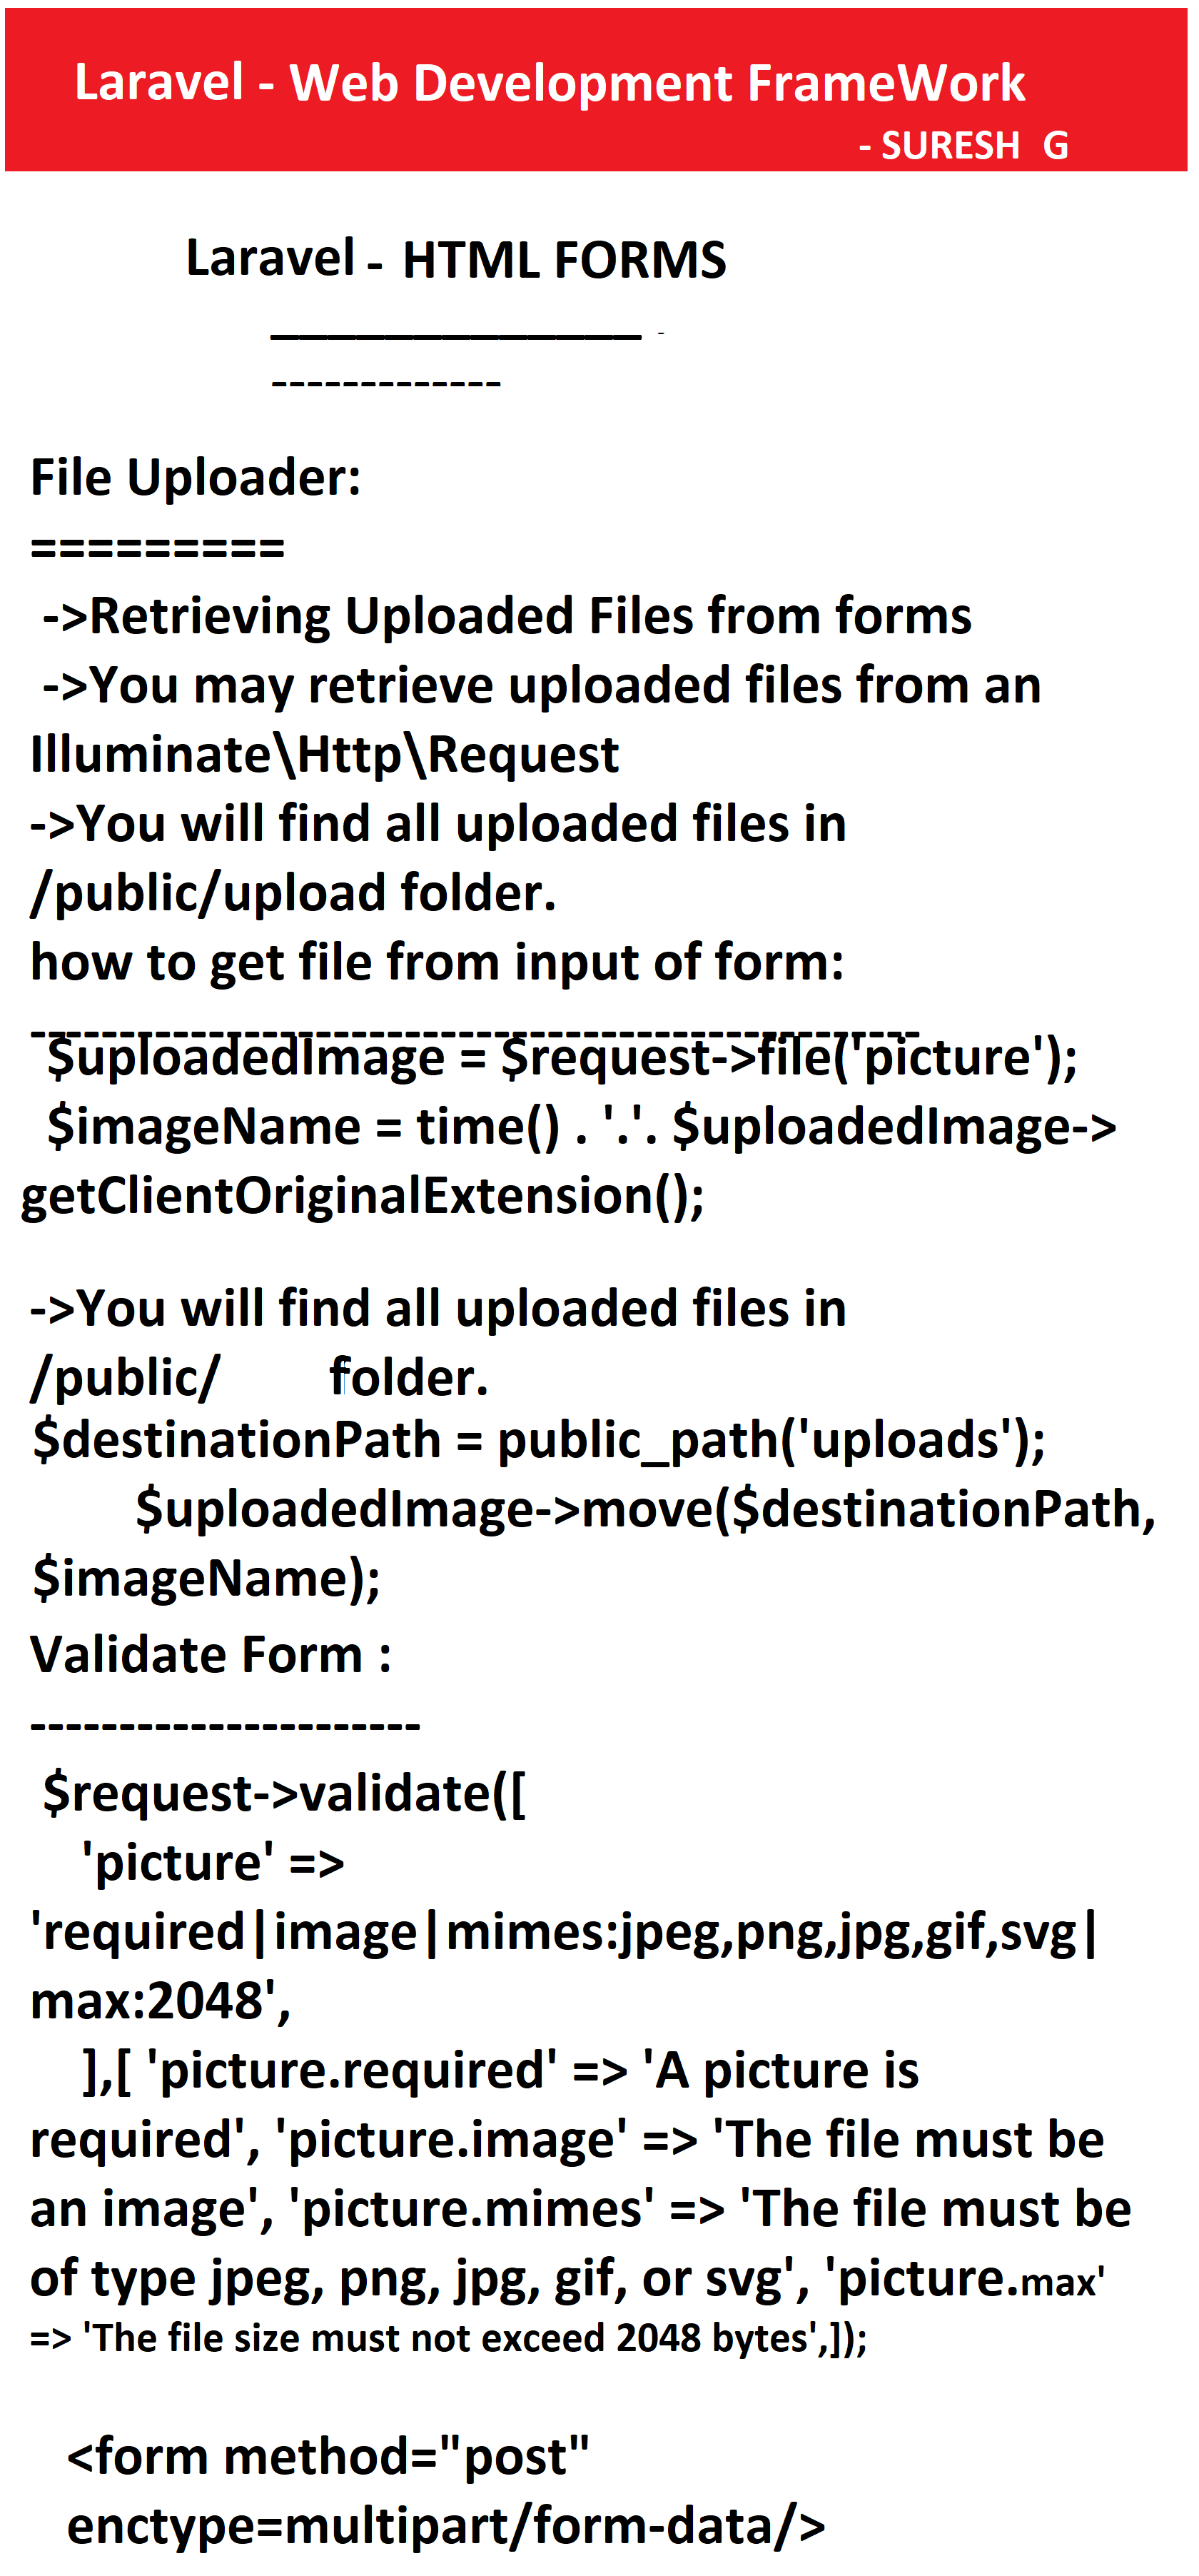 Laravel - Web Development FrameWork
- SURESH  G
Laravel - HTML FORMS
_____________ -
-------------
File Uploader:
=========
->Retrieving Uploaded Files from forms
->You may retrieve uploaded files from an
Illuminate\Http\Request
->You will find all uploaded files in
/public/upload folder.
how to get file from input of form:
--------------------------------------------------
$uploadedImage = $request->file('picture');
$imageName = time() . '.'. $uploadedImage->
getClientOriginalExtension();
->You will find all uploaded files in
/public/ folder.
$destinationPath = public_path('uploads');
$uploadedImage->move($destinationPath,
$imageName);
Validate Form :
----------------------
$request->validate([
'picture' =>
'required|image|mimes:jpeg,png,jpg,gif,svg|
max:2048',
],[ 'picture.required' => 'A picture is
required', 'picture.image' => 'The file must be
an image', 'picture.mimes' => 'The file must be
of type jpeg, png, jpg, gif, or svg', 'picture.max'
=> 'The file size must not exceed 2048 bytes',]);
<form method="post"
enctype=multipart/form-data/>